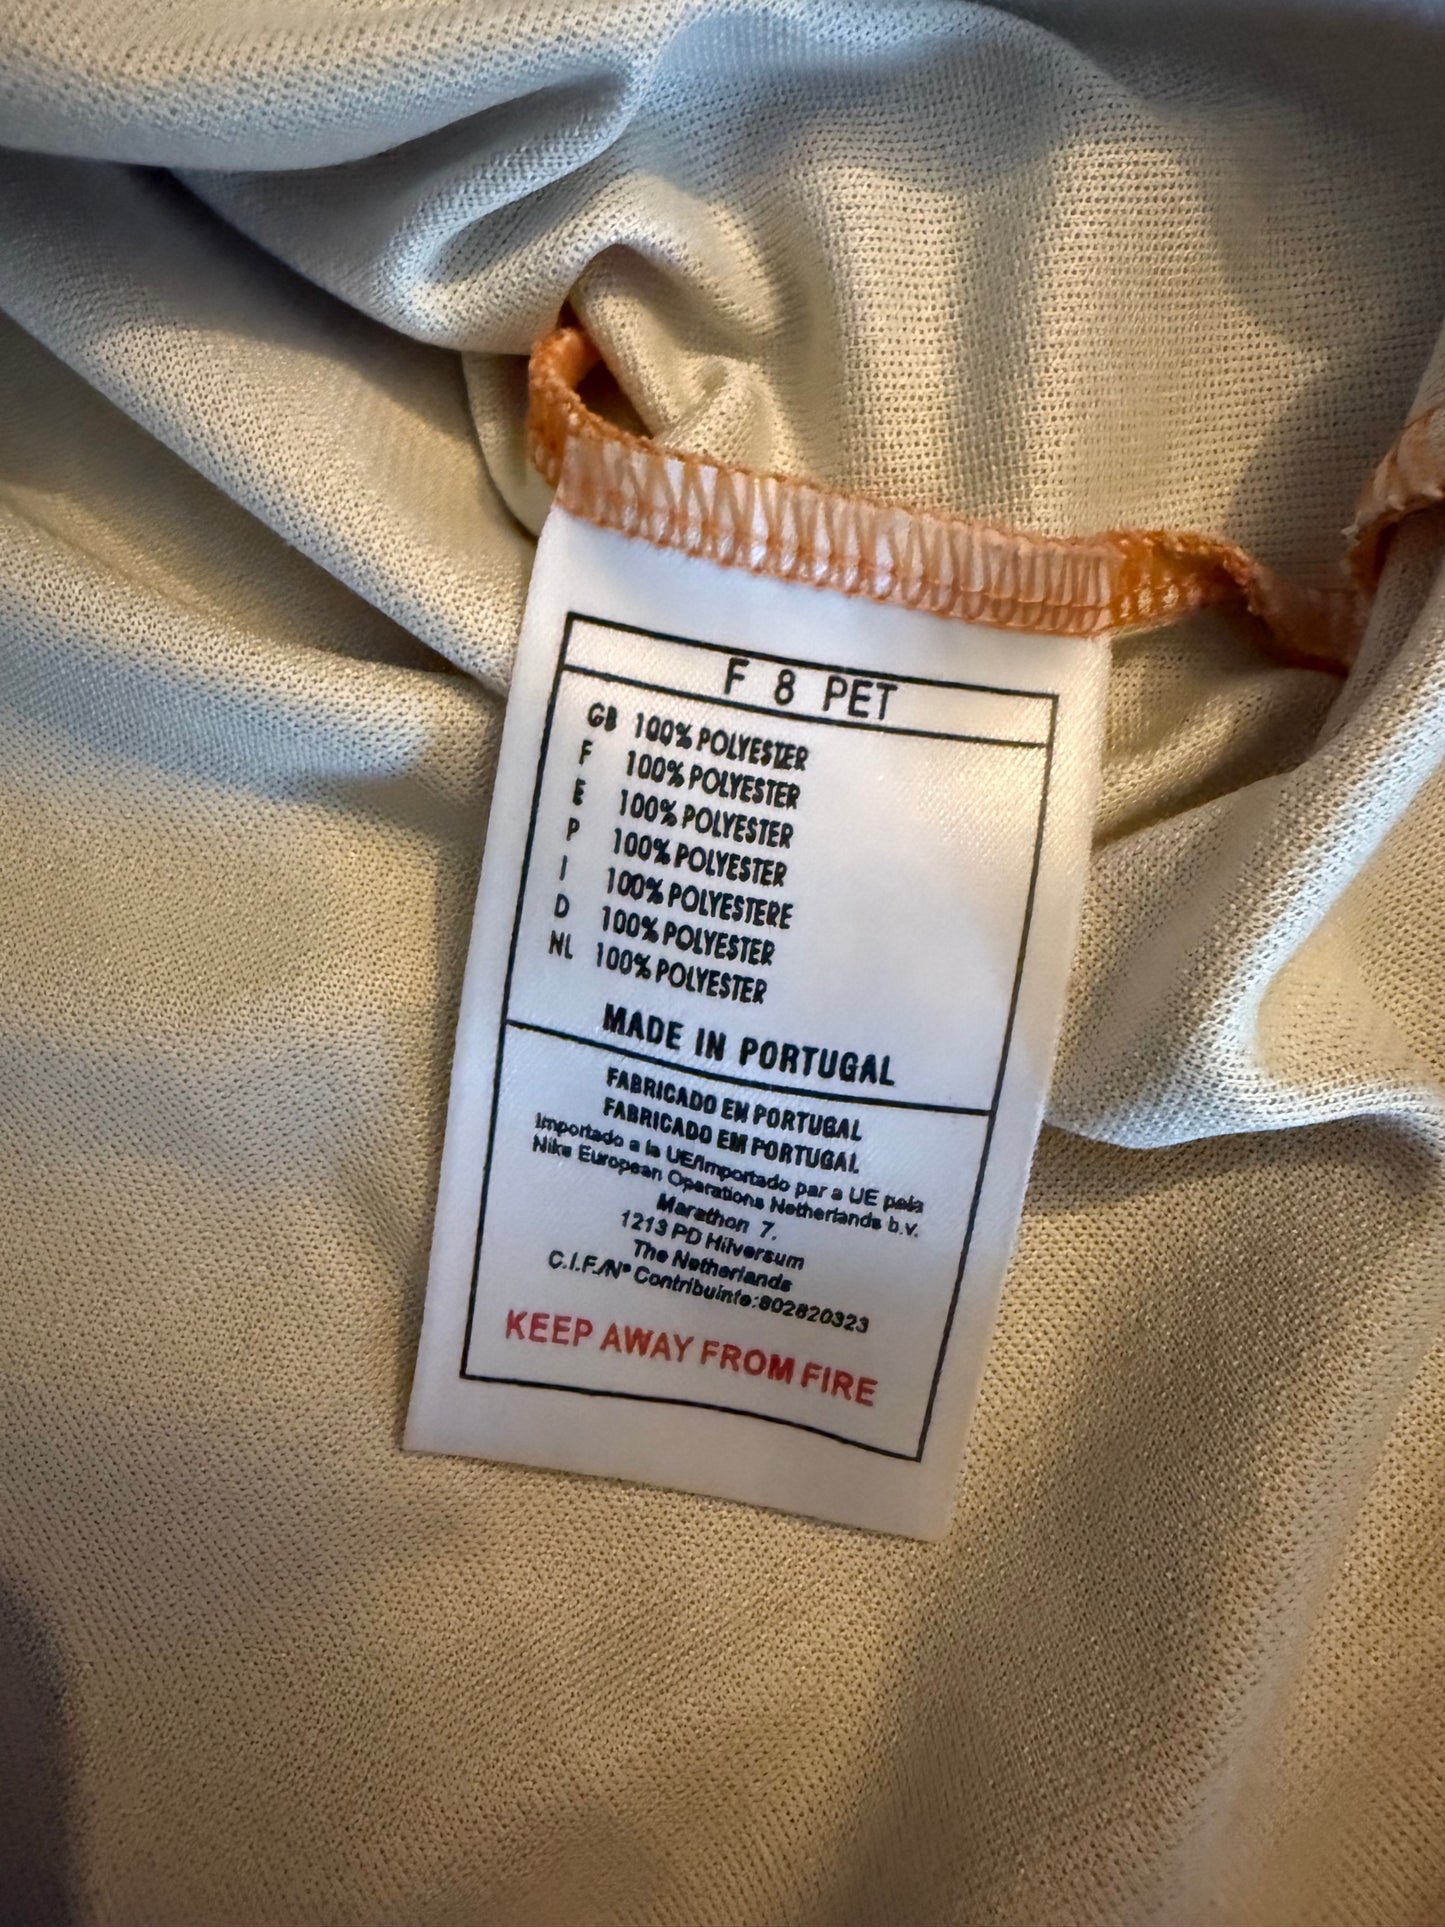 F 8 PET
GB 100% POLYESTER
F 100% POLYESTER
E 100% POLYESTER
P 100% POLYESTER
I 100% POLYESTERE
D 100% POLYESTER
NL 100% POLYESTER
MADE IN PORTUGAL
FABRICADO EN PORTUGAL
FABRICADO EM PORTUGAL
Importado a la UE/Importado par a UE pela
Nike European Operations Netherlands b.v.
Marathon 7.
1213 PD Hilversum
The Netherlands
C.I.F./Nº Contribuinte:802820323
KEEP AWAY FROM FIRE